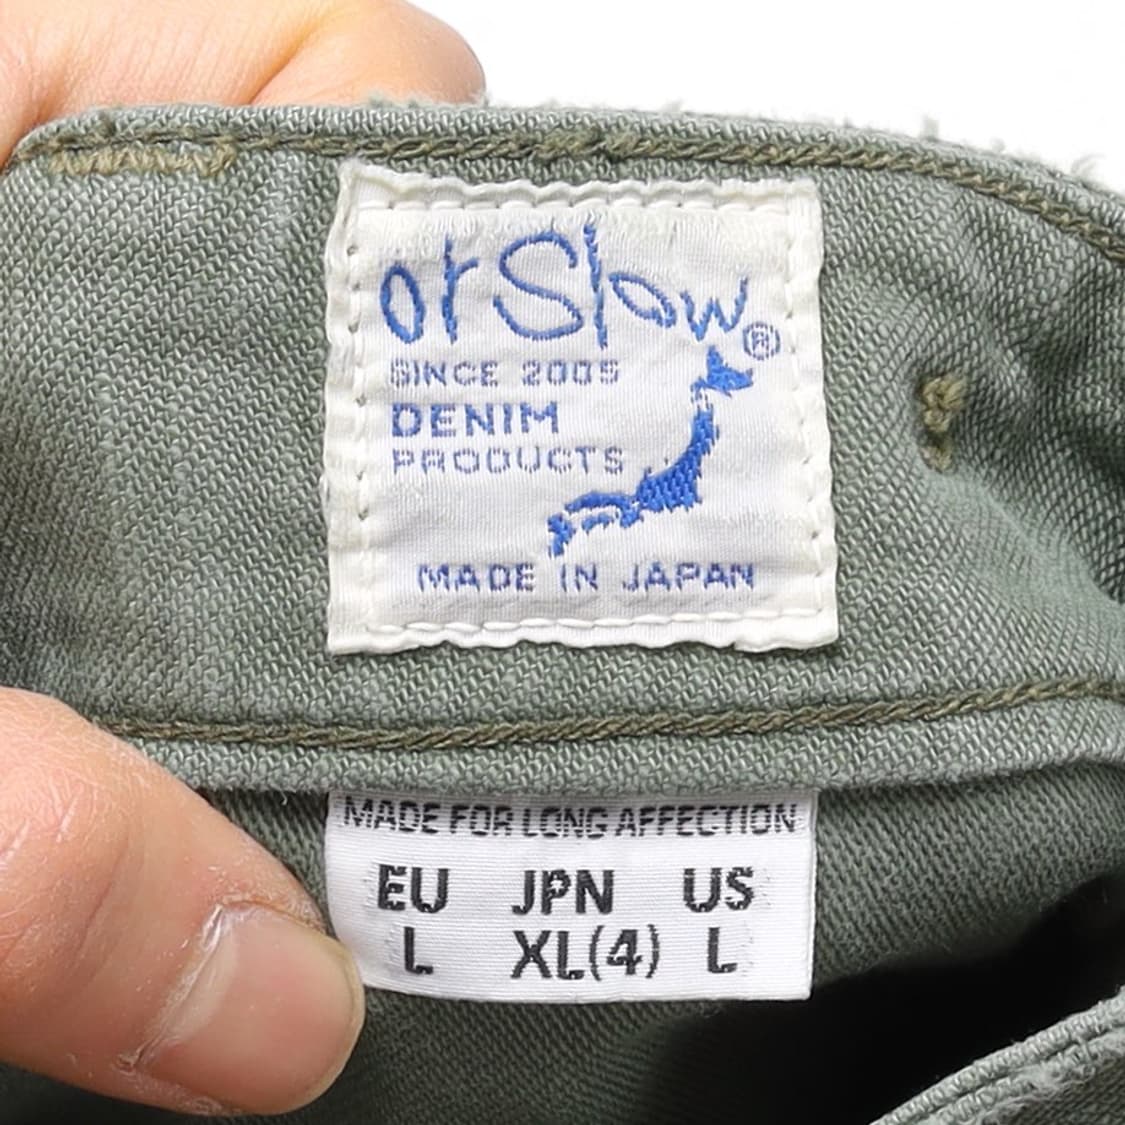 orSlow®
SINCE 2005
DENIM
PRODUCTS
MADE IN JAPAN
MADE FOR LONG AFFECTION
EU JPN US
L XL(4) L